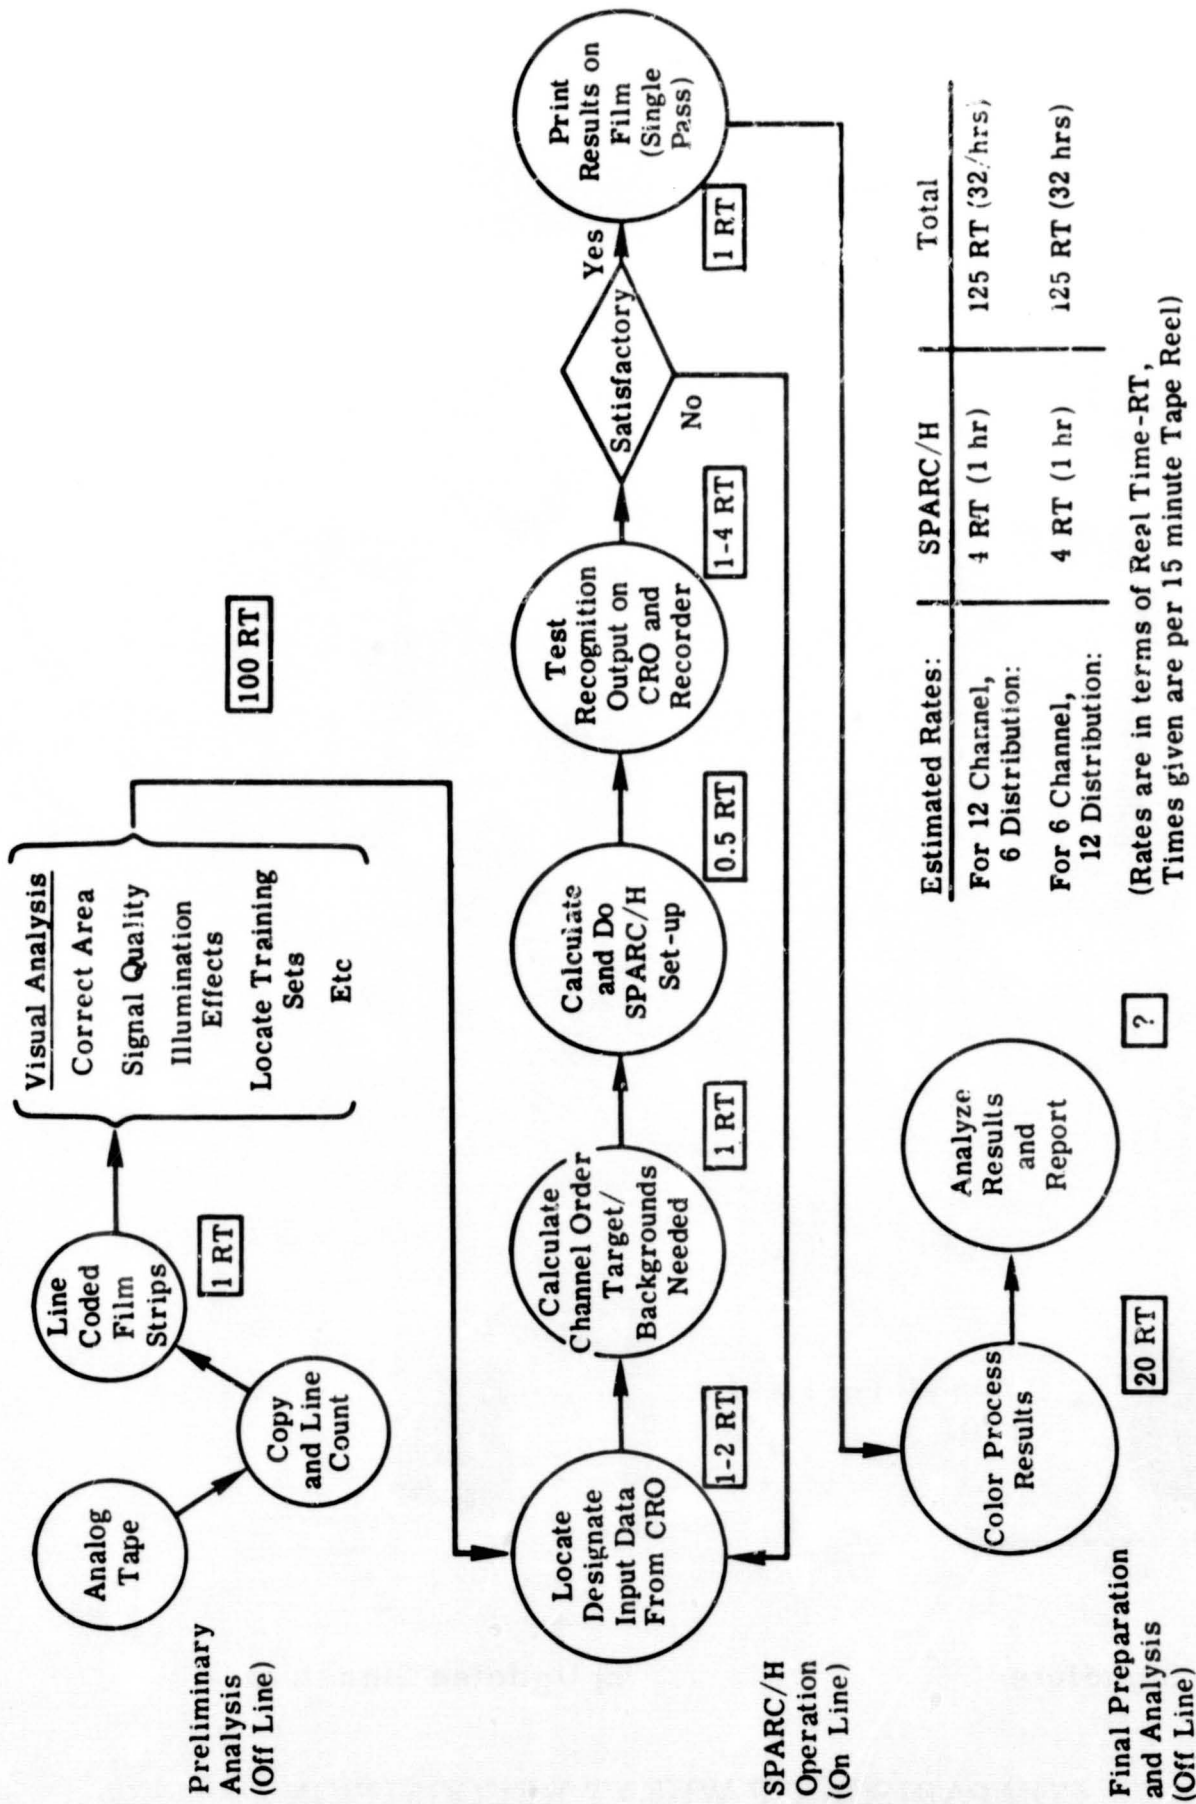 Preliminary
Analysis
(Off Line)
Analog
Tape
Copy
and Line
Count
Line
Coded
Film
Strips
1 RT
Visual Analysis
Correct Area
Signal Quality
Illumination
Effects
Locate Training
Sets
Etc
100 RT
SPARC/H
Operation
(On Line)
Locate
Designate
Input Data
From CRO
1-2 RT
Calculate
Channel Order
Target/
Backgrounds
Needed
1 RT
Calculate
and Do
SPARC/H
Set-up
0.5 RT
Test
Recognition
Output on
CRO and
Recorder
1-4 RT
Satisfactory
Yes
No
Print
Results on
Film
(Single
Pass)
1 RT
Final Preparation
and Analysis
(Off Line)
Color Process
Results
20 RT
Analyze
Results
and
Report
?
Estimated Rates: SPARC/H Total
For 12 Channel, 4 RT (1 hr) 125 RT (32/hrs)
6 Distribution:
For 6 Channel, 4 RT (1 hr) 125 RT (32 hrs)
12 Distribution:
(Rates are in terms of Real Time-RT,
Times given are per 15 minute Tape Reel)